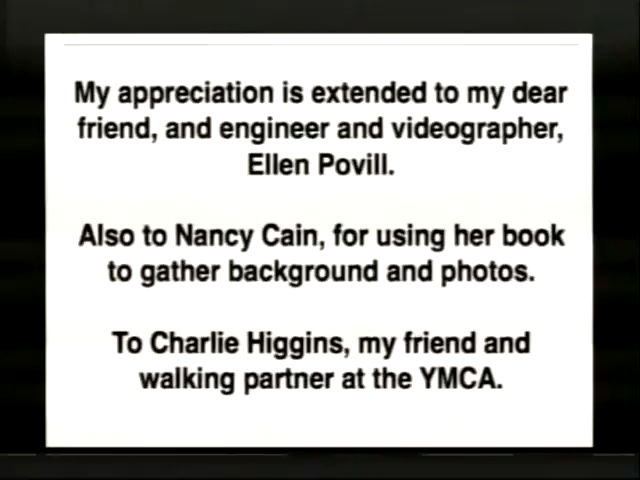 My appreciation is extended to my dear
friend, and engineer and videographer,
Ellen Povill.
Also to Nancy Cain, for using her book
to gather background and photos.
To Charlie Higgins, my friend and
walking partner at the YMCA.